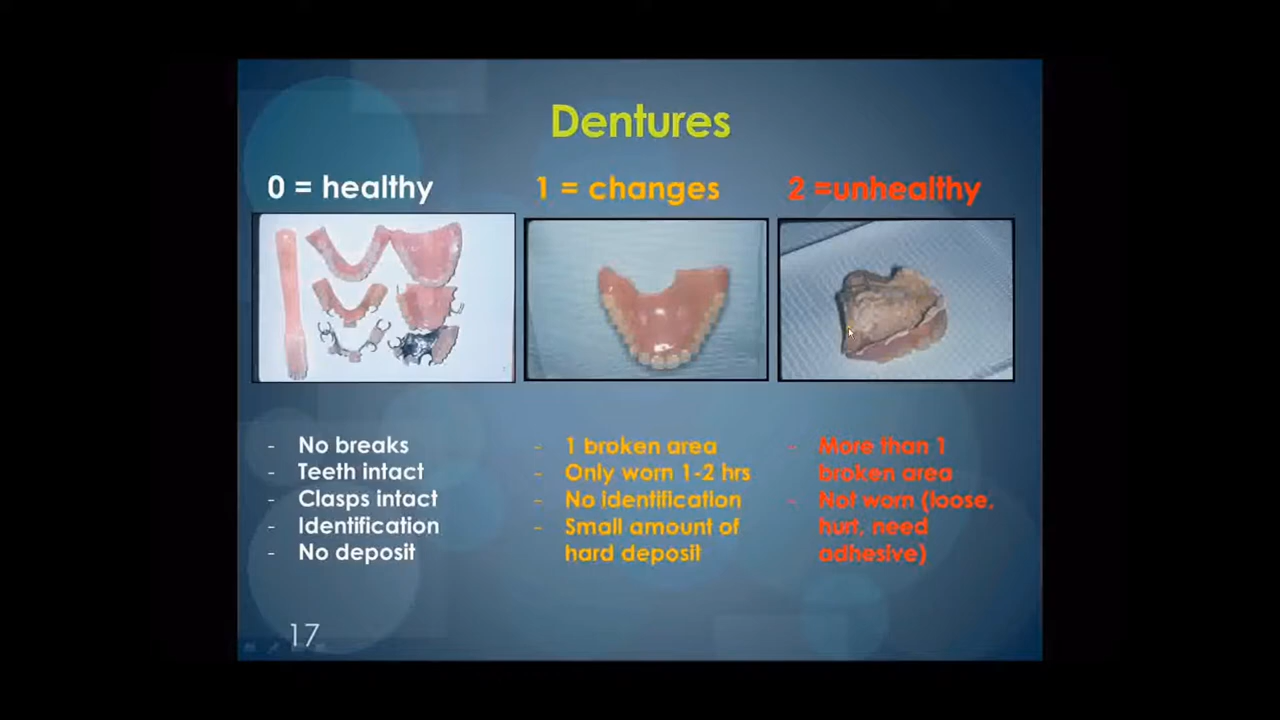 Dentures
0 = healthy
1 = changes
2 =unhealthy
- No breaks
- Teeth intact
- Clasps intact
- Identification
- No deposit
- 1 broken area
- Only worn 1-2 hrs
- No identification
- Small amount of
hard deposit
- More than 1
broken area
- Not worn (loose,
hurt, need
adhesive)
17